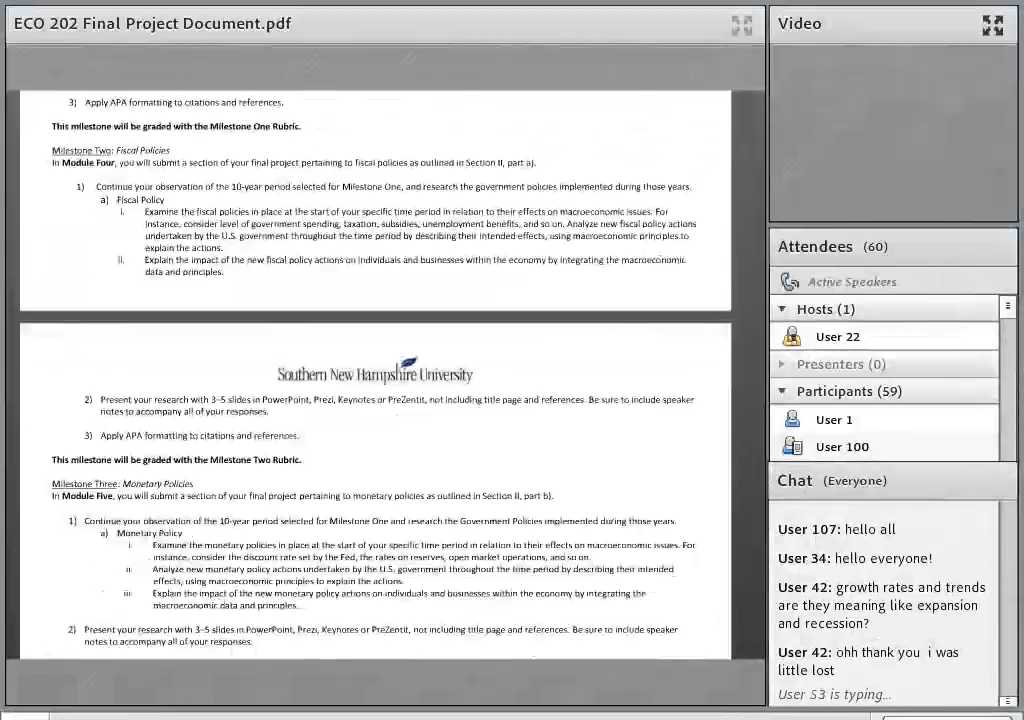 ECO 202 Final Project Document.pdf
3) Apply APA formatting to citations and references.
This milestone will be graded with the Milestone One Rubric.
Milestone Two: Fiscal Policies
In Module Four, you will submit a section of your final project pertaining to fiscal policies as outlined in Section II, part a).
1) Continue your observation of the 10-year period selected for Milestone One, and research the government policies implemented during those years.
a) Fiscal Policy
i. Examine the fiscal policies in place at the start of your specific time period in relation to their effects on macroeconomic issues. For
instance, consider level of government spending, taxation, subsidies, unemployment benefits, and so on. Analyze new fiscal policy actions
undertaken by the U.S. government throughout the time period by describing their intended effects, using macroeconomic principles to
explain the actions.
ii. Explain the impact of the new fiscal policy actions on individuals and businesses within the economy by integrating the macroeconomic
data and principles.
Southern New Hampshire University
2) Present your research with 3–5 slides in PowerPoint, Prezi, Keynotes or PreZentit, not including title page and references. Be sure to include speaker
notes to accompany all of your responses.
3) Apply APA formatting to citations and references.
This milestone will be graded with the Milestone Two Rubric.
Milestone Three: Monetary Policies
In Module Five, you will submit a section of your final project pertaining to monetary policies as outlined in Section II, part b).
1) Continue your observation of the 10-year period selected for Milestone One and research the Government Policies implemented during those years.
a) Monetary Policy
i. Examine the monetary policies in place at the start of your specific time period in relation to their effects on macroeconomic issues. For
instance, consider the discount rate set by the Fed, the rates on reserves, open market operations, and so on.
ii. Analyze new monetary policy actions undertaken by the U.S. government throughout the time period by describing their intended
effects, using macroeconomic principles to explain the actions.
iii. Explain the impact of the new monetary policy actions on individuals and businesses within the economy by integrating the
macroeconomic data and principles.
2) Present your research with 3–5 slides in PowerPoint, Prezi, Keynotes or PreZentit, not including title page and references. Be sure to include speaker
notes to accompany all of your responses.
Video
Attendees (60)
Active Speakers
Hosts (1)
User 22
Presenters (0)
Participants (59)
User 1
User 100
Chat (Everyone)
User 107: hello all
User 34: hello everyone!
User 42: growth rates and trends
are they meaning like expansion
and recession?
User 42: ohh thank you i was
little lost
User 53 is typing...